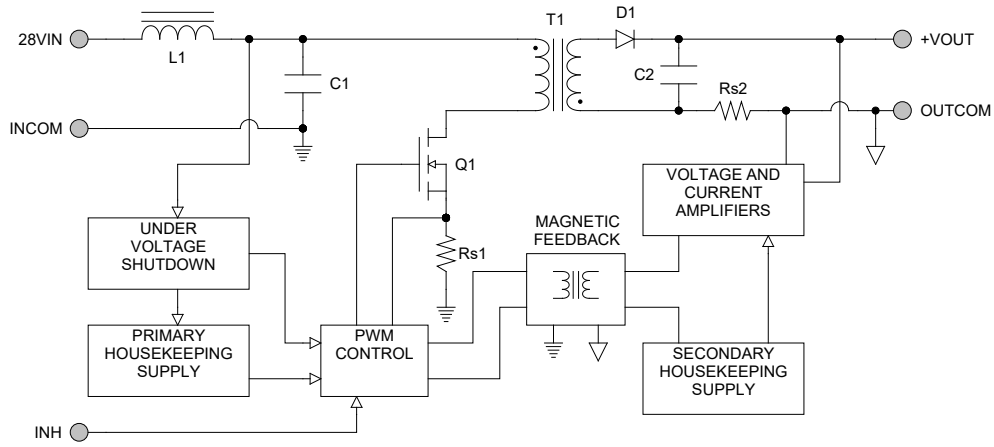 T1
D1
28VIN
+VOUT
L1
C1
C2
Rs2
INCOM
OUTCOM
Q1
VOLTAGE AND
CURRENT
AMPLIFIERS
UNDER
VOLTAGE
SHUTDOWN
MAGNETIC
FEEDBACK
Rs1
PRIMARY
HOUSEKEEPING
SUPPLY
PWM
CONTROL
SECONDARY
HOUSEKEEPING
SUPPLY
INH